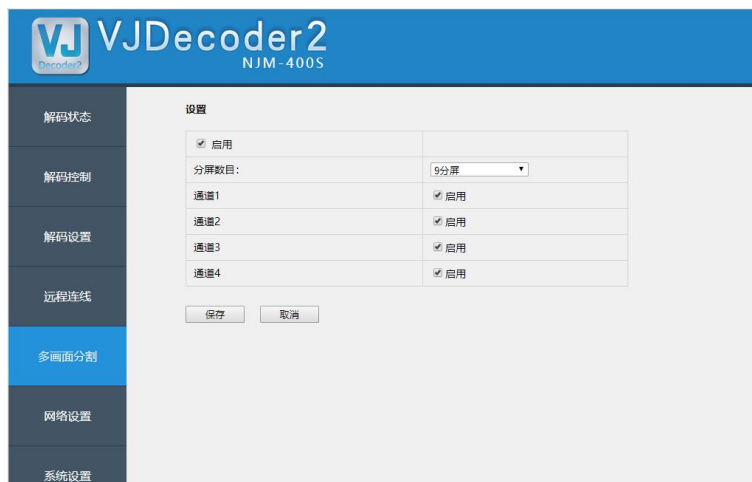 VJ
Decoder2
VJDecoder2
NJM-400S
解码状态
解码控制
解码设置
远程连线
多画面分割
网络设置
系统设置
设置
启用
分屏数目： 9分屏
通道1 启用
通道2 启用
通道3 启用
通道4 启用
保存 取消